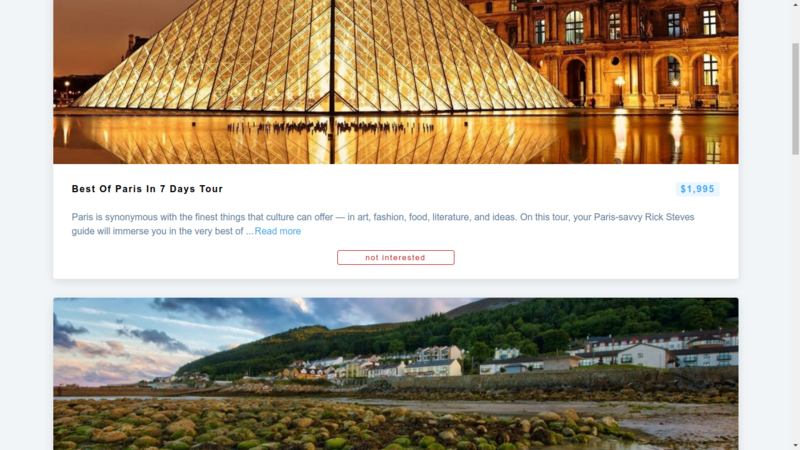 Best Of Paris In 7 Days Tour
$1,995
Paris is synonymous with the finest things that culture can offer — in art, fashion, food, literature, and ideas. On this tour, your Paris-savvy Rick Steves
guide will immerse you in the very best of ... Read more
not interested